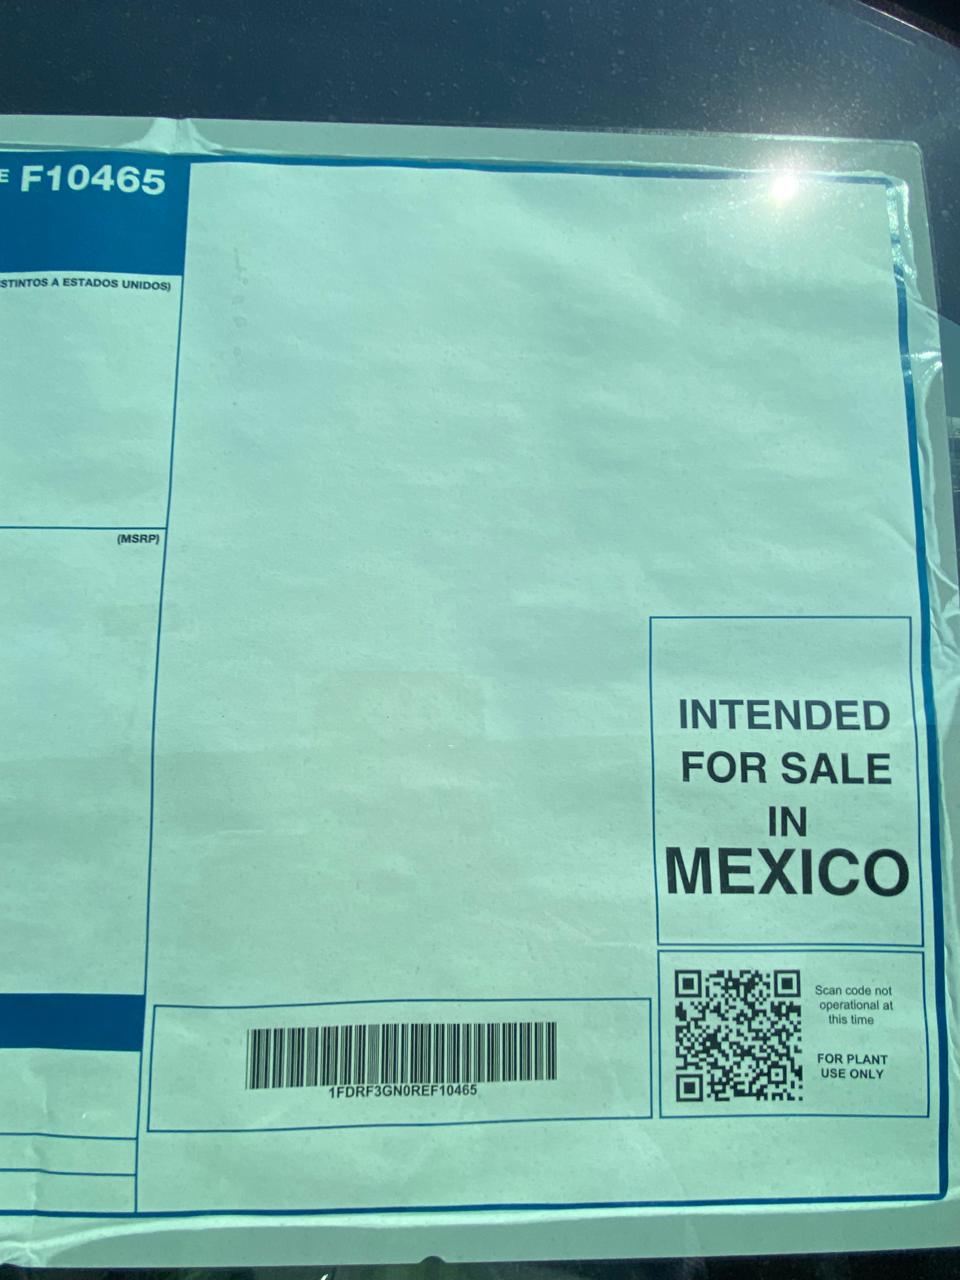 E F10465
STINTOS A ESTADOS UNIDOS)
(MSRP)
INTENDED
FOR SALE
IN
MEXICO
Scan code not
operational at
this time
FOR PLANT
USE ONLY
1FDRF3GN0REF10465